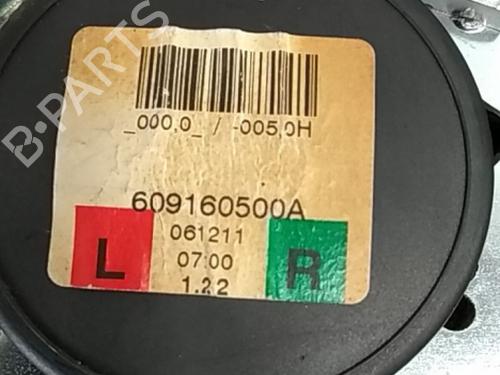 _000,0_ / -005,0H
609160500A
061211
L
07:00
R
1.22
B-Parts